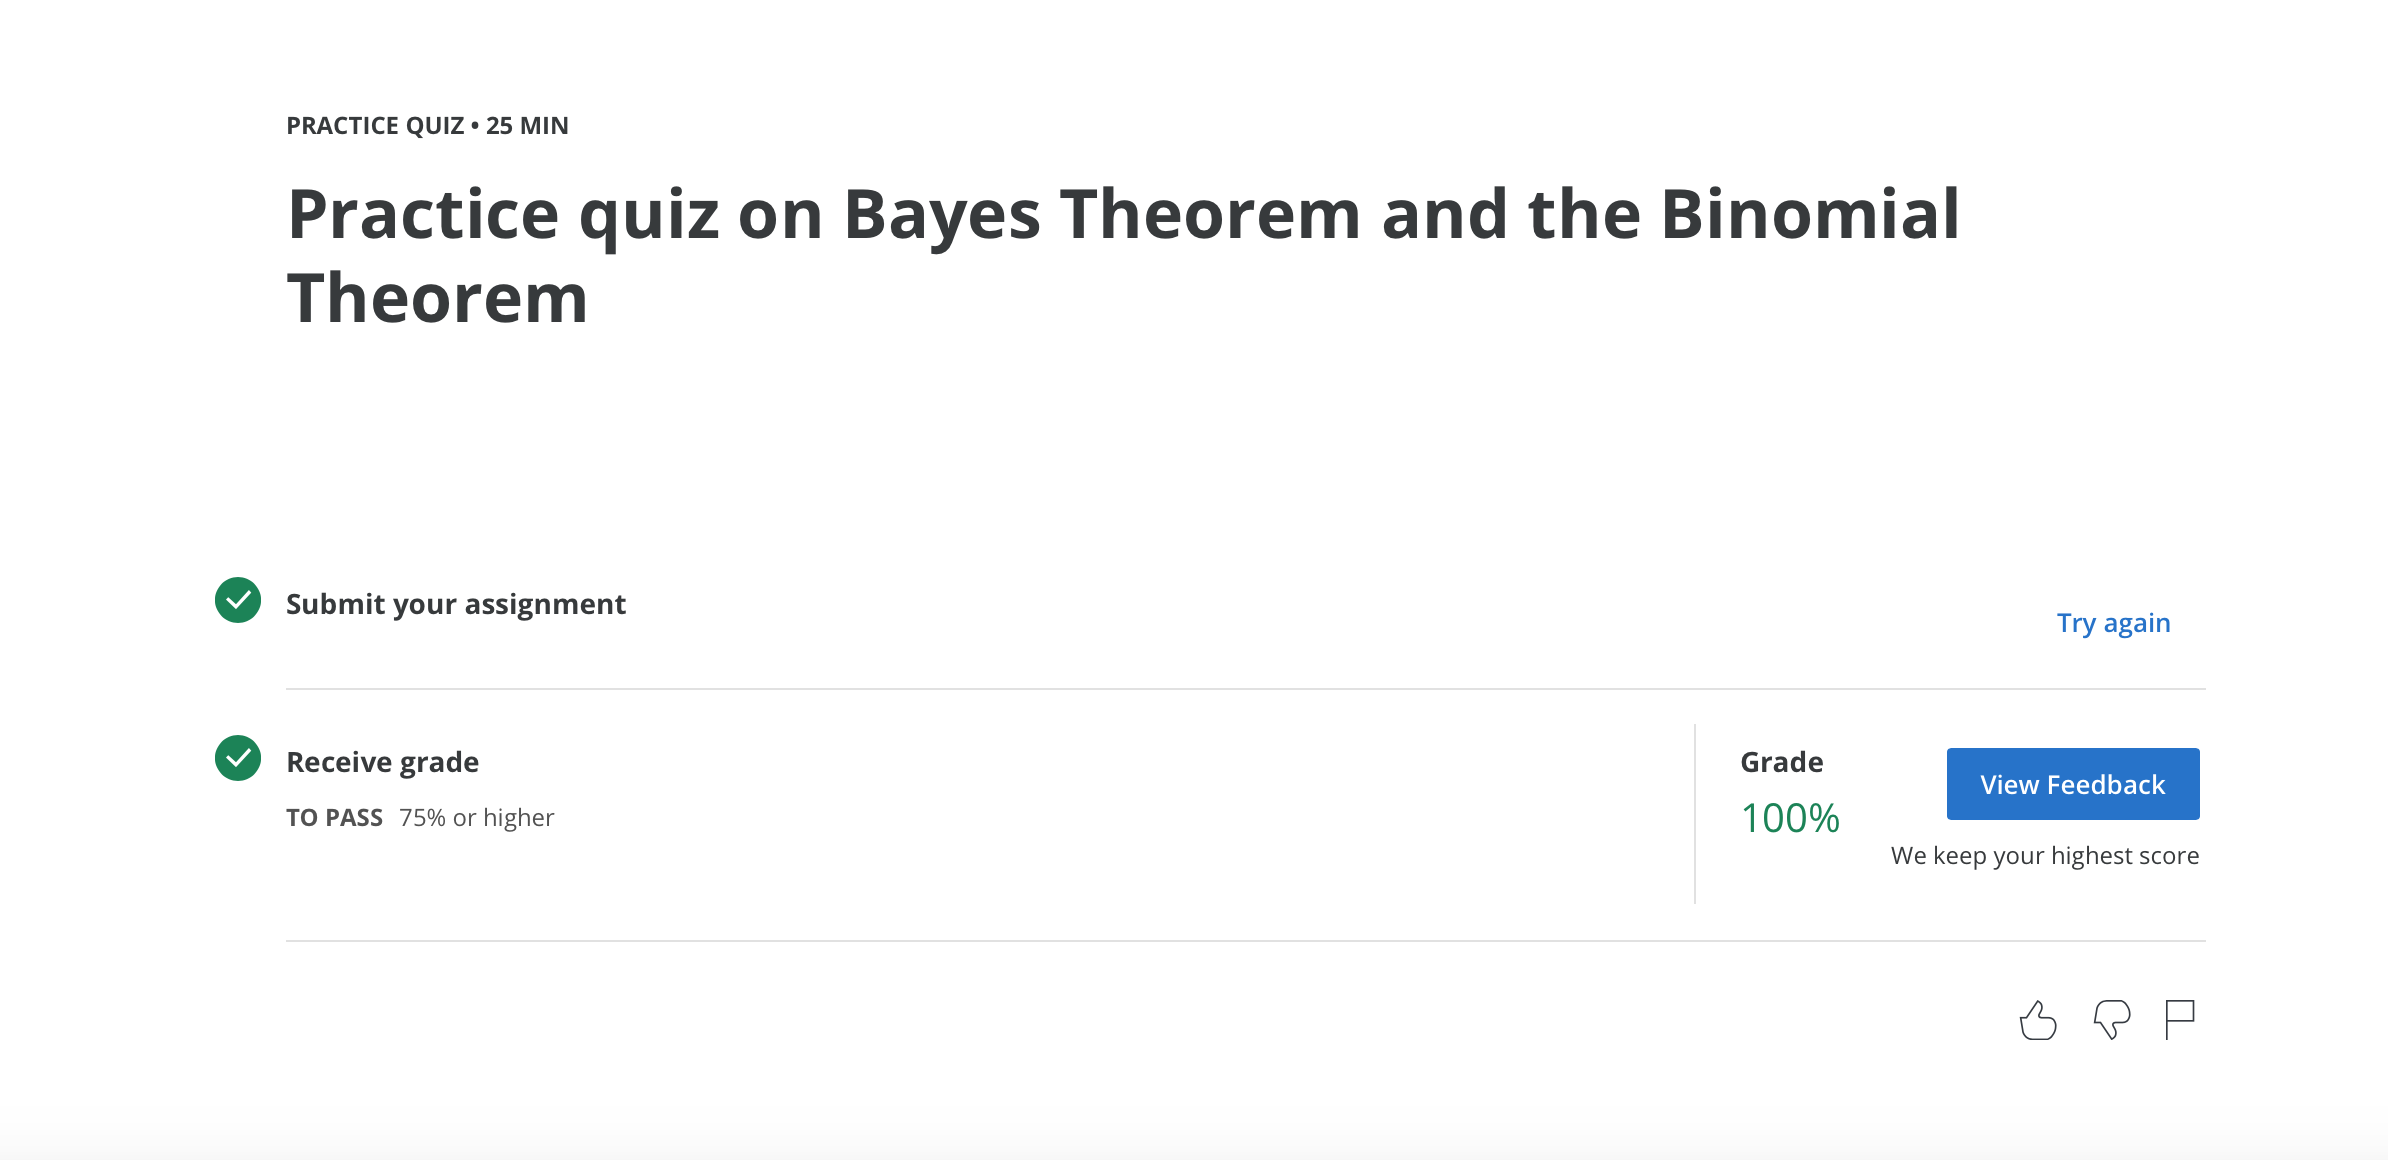 PRACTICE QUIZ • 25 MIN
Practice quiz on Bayes Theorem and the Binomial
Theorem
Submit your assignment
Try again
Receive grade
TO PASS 75% or higher
Grade
100%
View Feedback
We keep your highest score